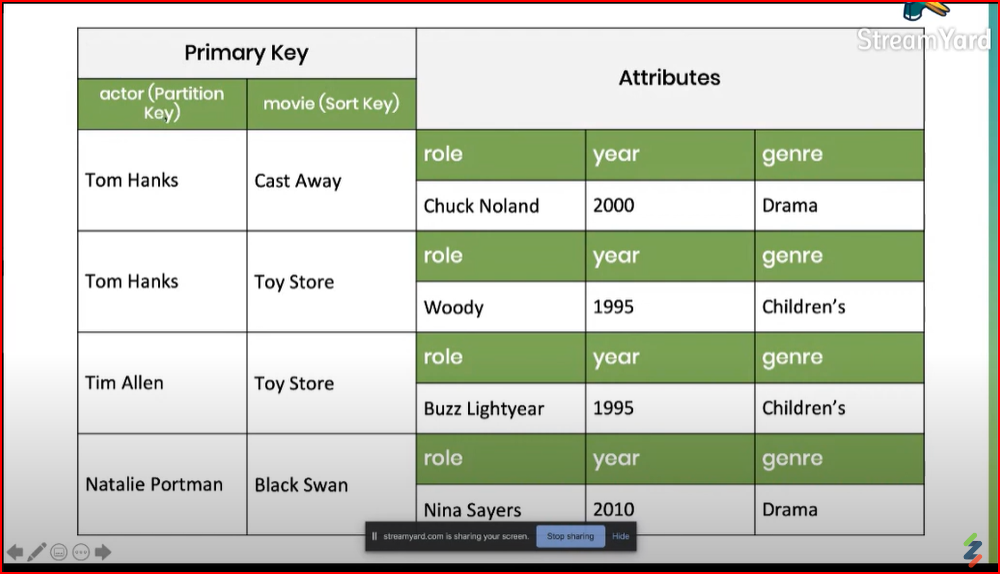 StreamYard
Primary Key
Attributes
actor (Partition
Key)
movie (Sort Key)
Tom Hanks
Cast Away
role
year
genre
Chuck Noland
2000
Drama
Tom Hanks
Toy Store
role
year
genre
Woody
1995
Children's
Tim Allen
Toy Store
role
year
genre
Buzz Lightyear
1995
Children's
Natalie Portman
Black Swan
role
year
genre
Nina Sayers
2010
Drama
streamyard.com is sharing your screen.
Stop sharing
Hide